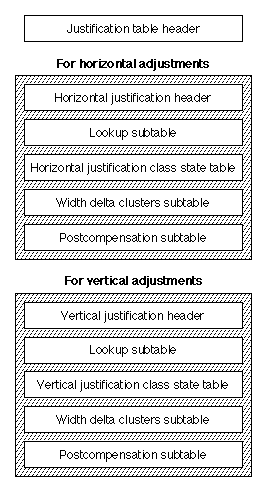 Justification table header
For horizontal adjustments
Horizontal justification header
Lookup subtable
Horizontal justification class state table
Width delta clusters subtable
Postcompensation subtable
For vertical adjustments
Vertical justification header
Lookup subtable
Vertical justification class state table
Width delta clusters subtable
Postcompensation subtable